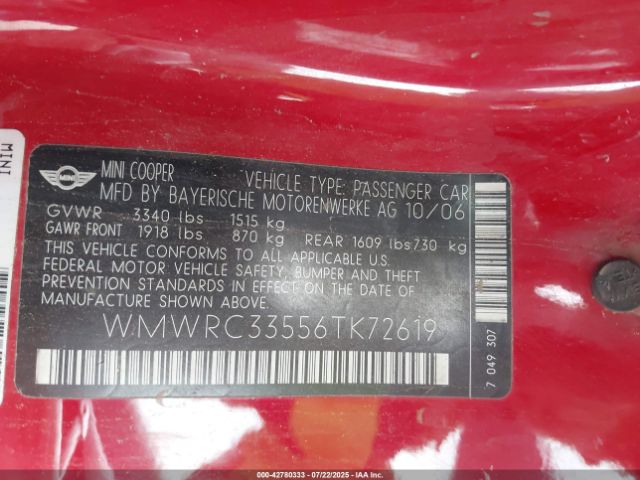 MINI
MINI COOPER VEHICLE TYPE: PASSENGER CAR
MFD BY BAYERISCHE MOTORENWERKE AG 10/06
GVWR 3340 lbs 1515 kg
GAWR FRONT 1918 lbs 870 kg REAR 1609 lbs730 kg
THIS VEHICLE CONFORMS TO ALL APPLICABLE U.S.
FEDERAL MOTOR VEHICLE SAFETY, BUMPER AND THEFT
PREVENTION STANDARDS IN EFFECT ON THE DATE OF
MANUFACTURE SHOWN ABOVE
WMWRC33556TK72619
7 049 307
000-42780333 - 07/22/2025 - IAAI.COM